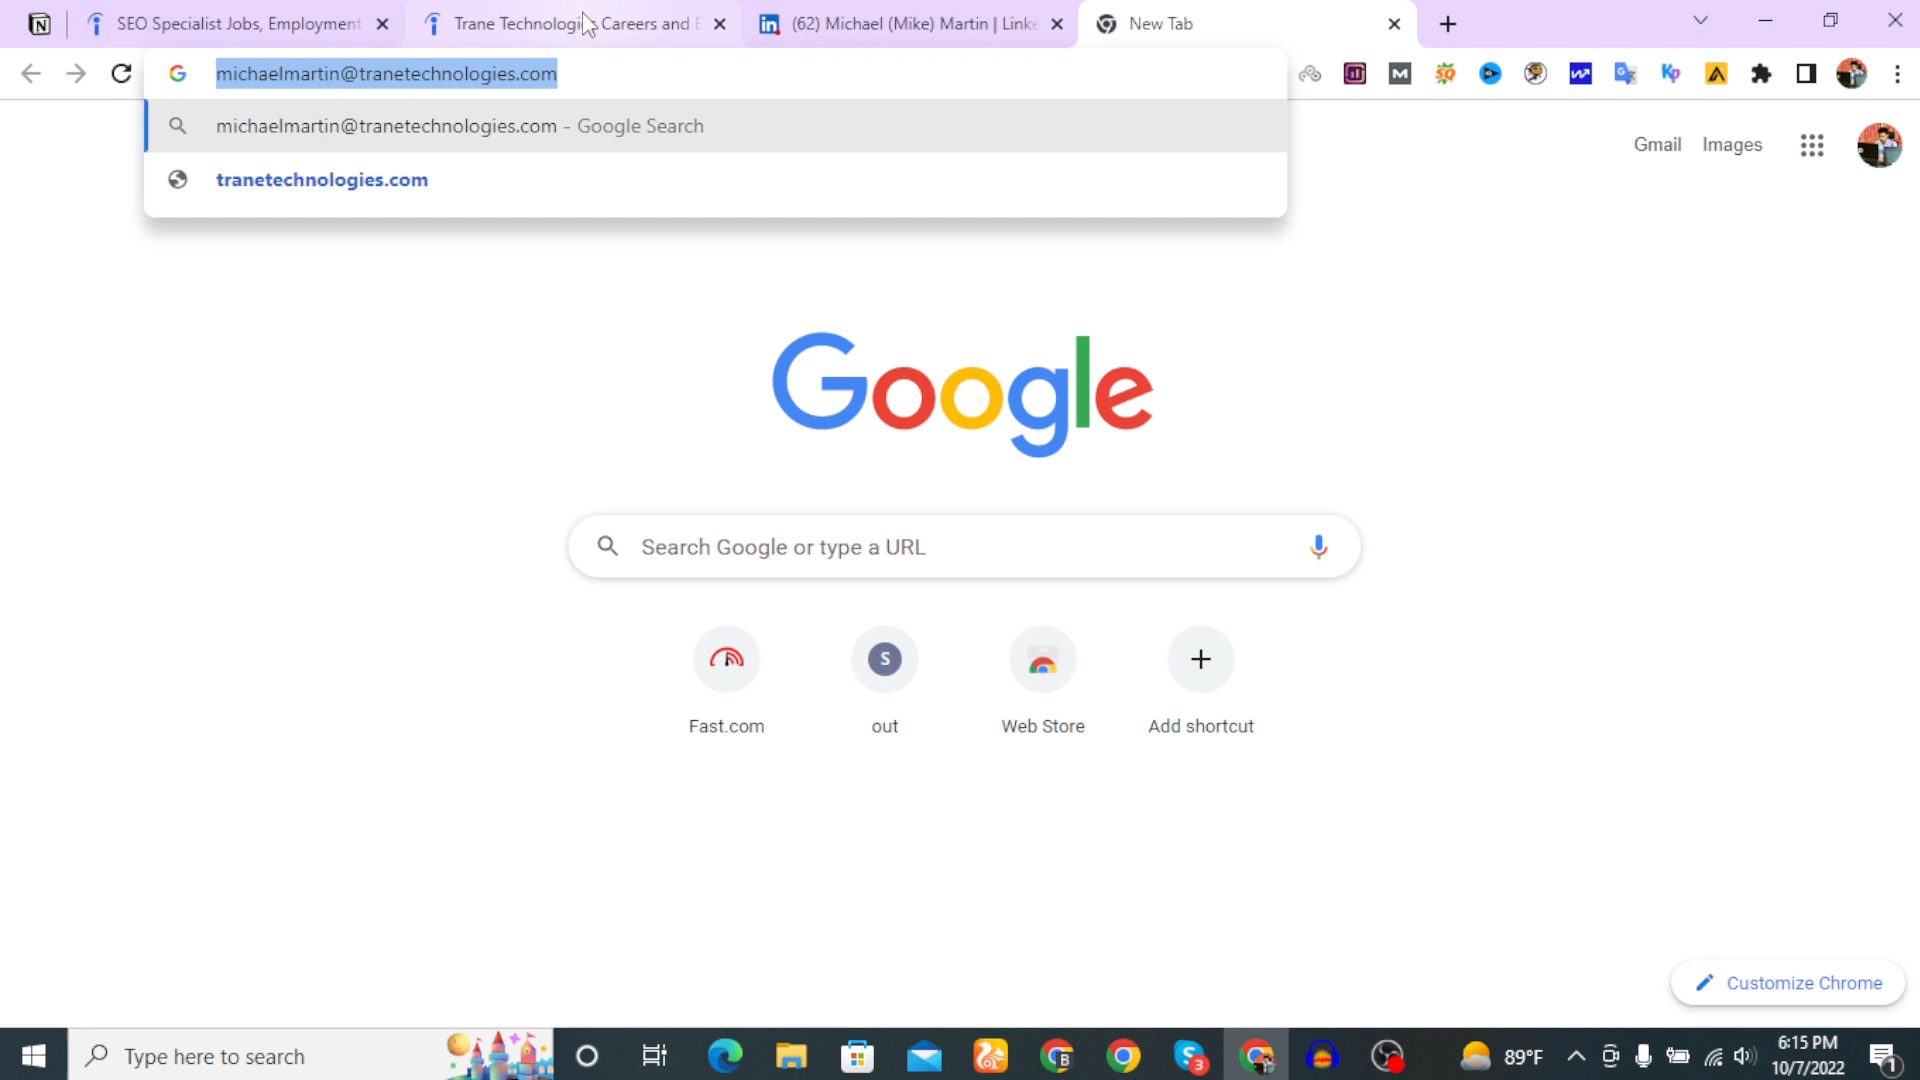 SEO Specialist Jobs, Employment
Trane Technologi Careers and E
(62) Michael (Mike) Martin | Linke
New Tab
michaelmartin@tranetechnologies.com
michaelmartin@tranetechnologies.com - Google Search
tranetechnologies.com
Gmail
Images
Google
Search Google or type a URL
S
Fast.com
out
Web Store
Add shortcut
Customize Chrome
Type here to search
89°F
6:15 PM
10/7/2022